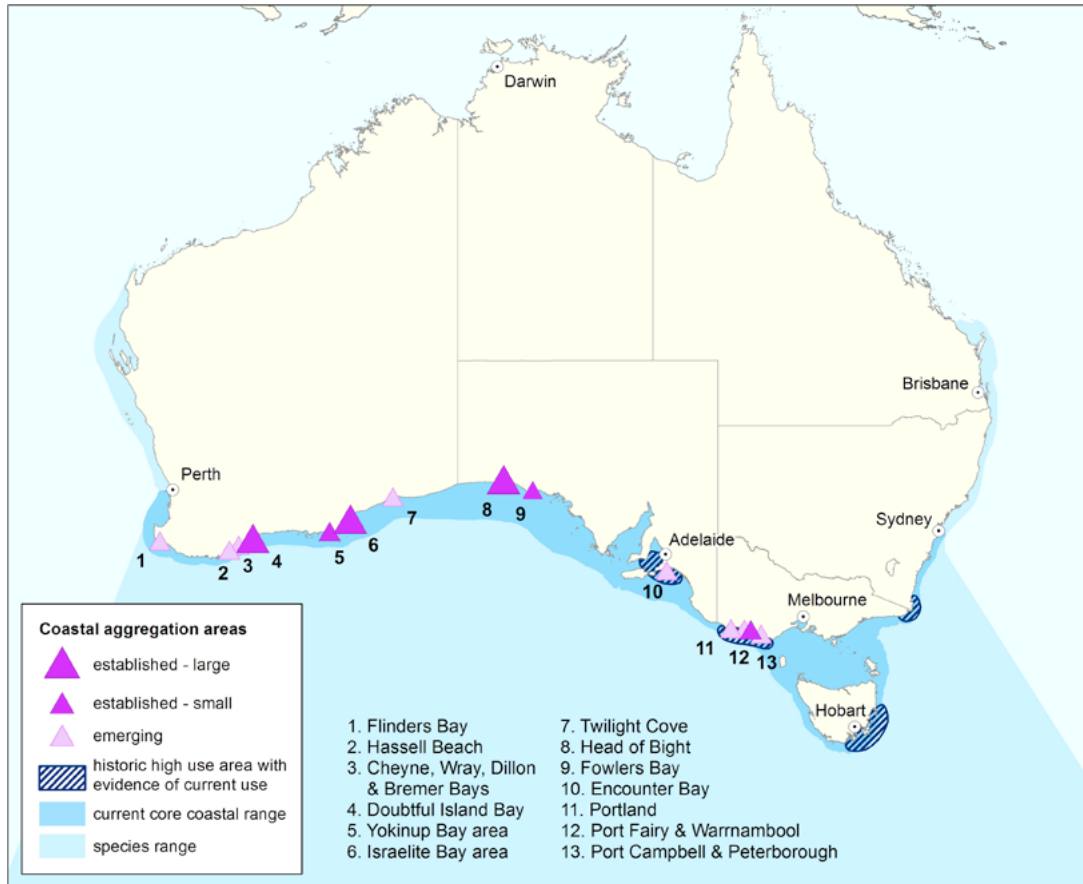 Darwin
Brisbane
Perth
Sydney
Adelaide
Melbourne
Hobart
1
2
3
4
5
6
7
8
9
10
11
12
13
Coastal aggregation areas
established - large
established - small
emerging
historic high use area with
evidence of current use
current core coastal range
species range
1. Flinders Bay
2. Hassell Beach
3. Cheyne, Wray, Dillon
& Bremer Bays
4. Doubtful Island Bay
5. Yokinup Bay area
6. Israelite Bay area
7. Twilight Cove
8. Head of Bight
9. Fowlers Bay
10. Encounter Bay
11. Portland
12. Port Fairy & Warrnambool
13. Port Campbell & Peterborough